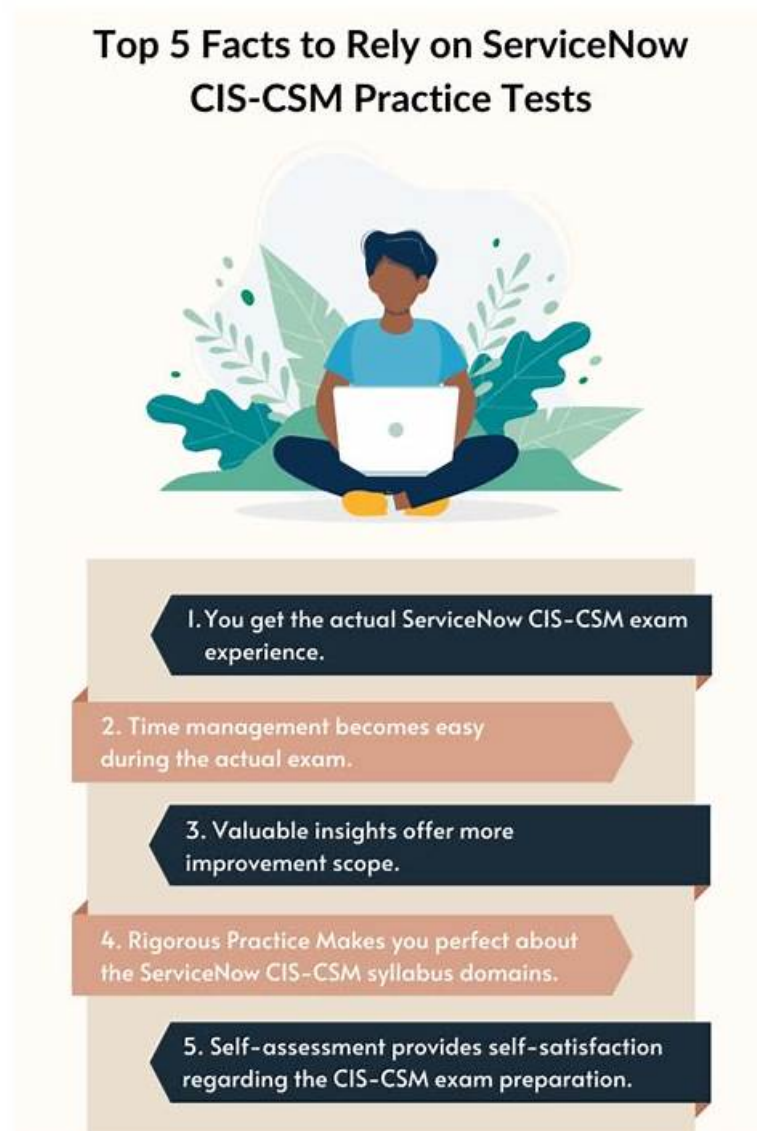 Top 5 Facts to Rely on ServiceNow
CIS-CSM Practice Tests
1. You get the actual ServiceNow CIS-CSM exam
experience.
2. Time management becomes easy
during the actual exam.
3. Valuable insights offer more
improvement scope.
4. Rigorous Practice Makes you perfect about
the ServiceNow CIS-CSM syllabus domains.
5. Self-assessment provides self-satisfaction
regarding the CIS-CSM exam preparation.